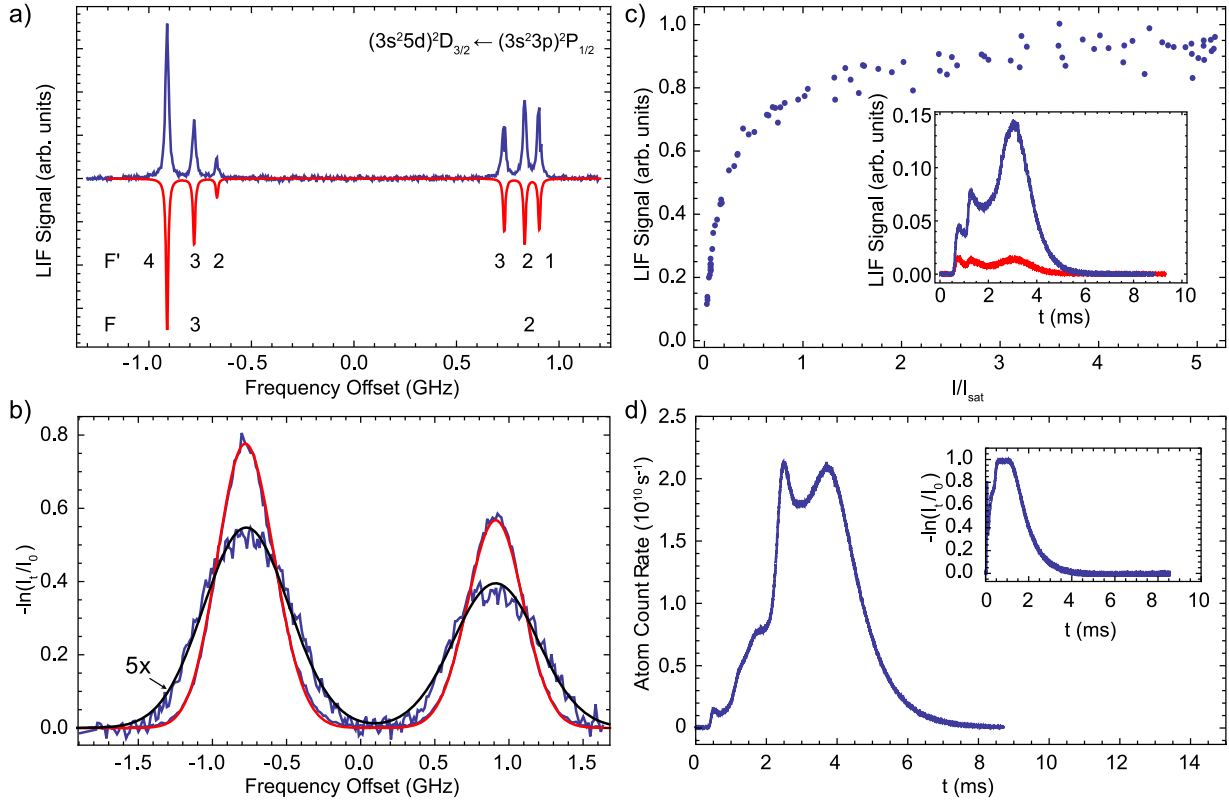 a)
(3s²5d)²D₃/₂ ← (3s²3p)²P₁/₂
LIF Signal (arb. units)
F' 4 3 2 3 2 1
F 3 2
-1.0 -0.5 0.0 0.5 1.0
Frequency Offset (GHz)
c)
LIF Signal (arb. units)
1.0
0.8
0.6
0.4
0.2
0.0
0 1 2 3 4 5
I/Isat
LIF Signal (arb. units)
0.15
0.10
0.05
0.00
0 2 4 6 8 10
t (ms)
b)
-ln(It/I0)
0.8
0.6
0.4
0.2
0.0
5x
-1.5 -1.0 -0.5 0.0 0.5 1.0 1.5
Frequency Offset (GHz)
d)
Atom Count Rate (10¹⁰ s⁻¹)
2.5
2.0
1.5
1.0
0.5
0
0 2 4 6 8 10 12 14
t (ms)
-ln(It/I0)
1.0
0.8
0.6
0.4
0.2
0.0
0 2 4 6 8 10
t (ms)